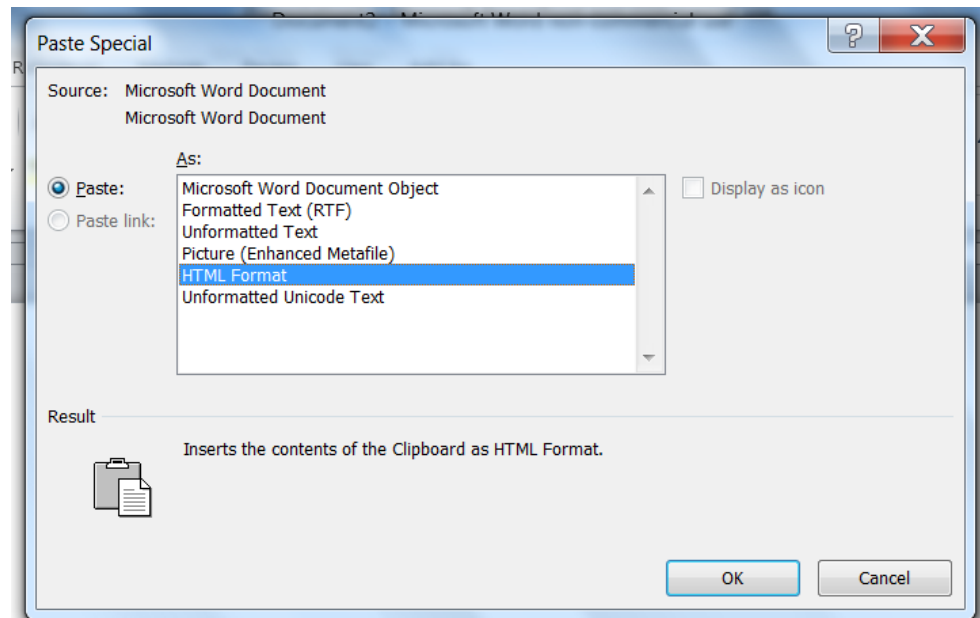 Paste Special
Source: Microsoft Word Document
Microsoft Word Document
As:
Paste:
Paste link:
Microsoft Word Document Object
Formatted Text (RTF)
Unformatted Text
Picture (Enhanced Metafile)
HTML Format
Unformatted Unicode Text
Display as icon
Result
Inserts the contents of the Clipboard as HTML Format.
OK
Cancel